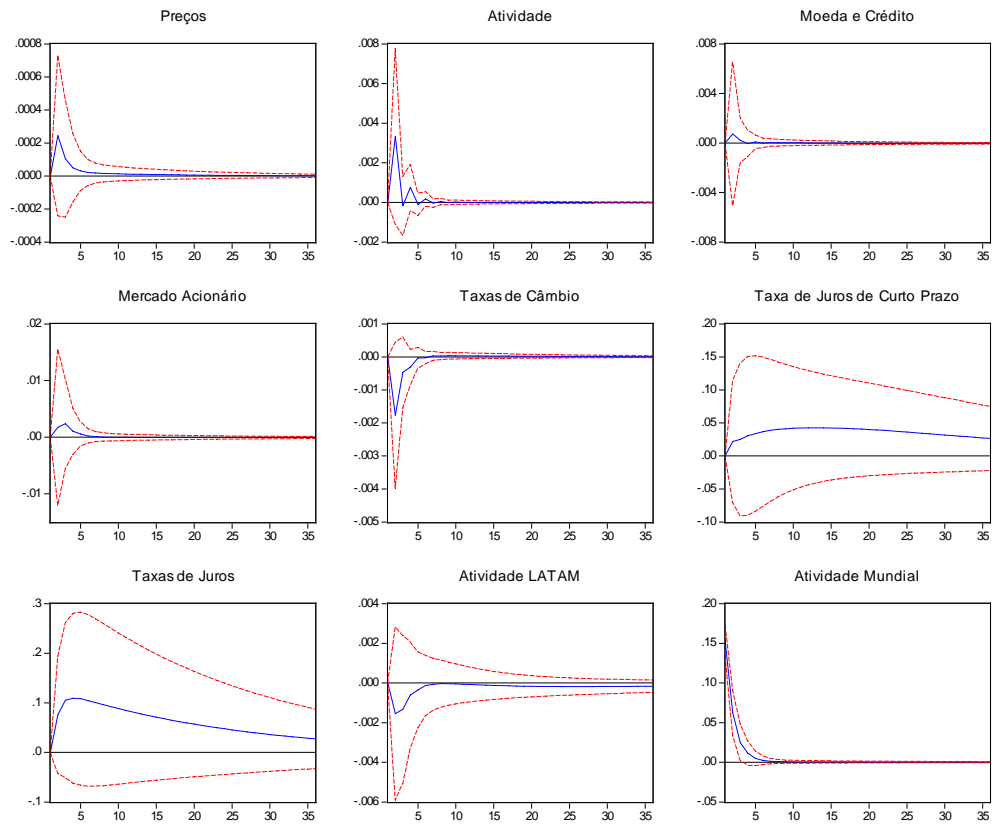 Preços
.0008
.0006
.0004
.0002
.0000
-.0002
-.0004
5 10 15 20 25 30 35
Atividade
.008
.006
.004
.002
.000
-.002
5 10 15 20 25 30 35
Moeda e Crédito
.008
.004
.000
-.004
-.008
5 10 15 20 25 30 35
Mercado Acionário
.02
.01
.00
-.01
5 10 15 20 25 30 35
Taxas de Câmbio
.001
.000
-.001
-.002
-.003
-.004
-.005
5 10 15 20 25 30 35
Taxa de Juros de Curto Prazo
.20
.15
.10
.05
.00
-.05
-.10
5 10 15 20 25 30 35
Taxas de Juros
.3
.2
.1
.0
-.1
5 10 15 20 25 30 35
Atividade LATAM
.004
.002
.000
-.002
-.004
-.006
5 10 15 20 25 30 35
Atividade Mundial
.20
.15
.10
.05
.00
-.05
5 10 15 20 25 30 35